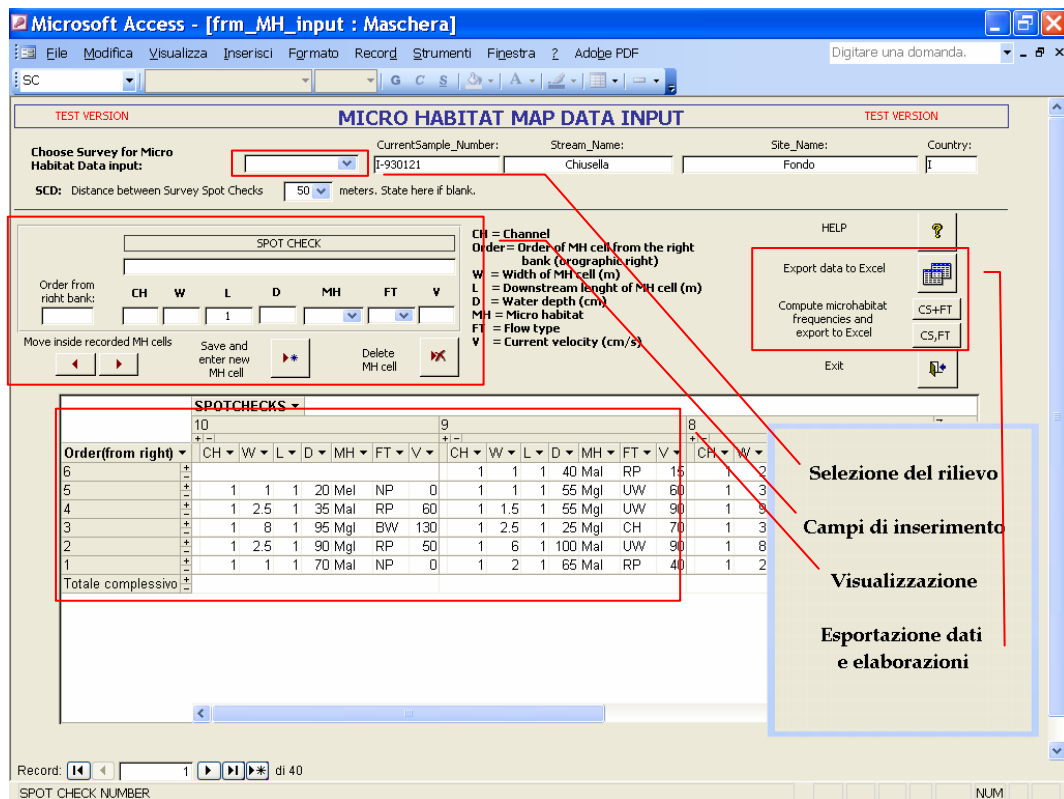 Microsoft Access - [frm_MH_input : Maschera]
File Modifica Visualizza Inserisci Formato Record Strumenti Finestra ? Adobe PDF Digitare una domanda.
SC G C S A
TEST VERSION MICRO HABITAT MAP DATA INPUT TEST VERSION
Choose Survey for Micro Habitat Data input:
CurrentSample_Number: Stream_Name: Site_Name: Country:
I-930121 Chiusella Fondo I
SCD: Distance between Survey Spot Checks 50 meters. State here if blank.
SPOT CHECK
Order from right bank:
CH W L D MH FT V
1
Move inside recorded MH cells
Save and enter new MH cell
Delete MH cell
CH = Channel
Order= Order of MH cell from the right bank (orographic right)
W = Width of MH cell (m)
L = Downstream lenght of MH cell (m)
D = Water depth (cm)
MH = Micro habitat
FT = Flow type
V = Current velocity (cm/s)
HELP ?
Export data to Excel
Compute microhabitat frequencies and export to Excel
CS+FT
CS,FT
Exit
SPOTCHECKS
10 9 8
Order(from right) CH W L D MH FT V CH W L D MH FT V CH W
6 1 1 1 40 Mal RP 15 1 2
5 1 1 1 20 Mel NP 0 1 1 1 55 Mgl UW 60 1 3
4 1 2.5 1 35 Mal RP 60 1 1.5 1 55 Mgl UW 90 1 9
3 1 8 1 95 Mgl BW 130 1 2.5 1 25 Mgl CH 70 1 3
2 1 2.5 1 90 Mgl RP 50 1 6 1 100 Mal UW 90 1 8
1 1 1 1 70 Mal NP 0 1 2 1 65 Mal RP 40 1 2
Totale complessivo
Selezione del rilievo
Campi di inserimento
Visualizzazione
Esportazione dati
e elaborazioni
Record: 1 di 40
SPOT CHECK NUMBER NUM